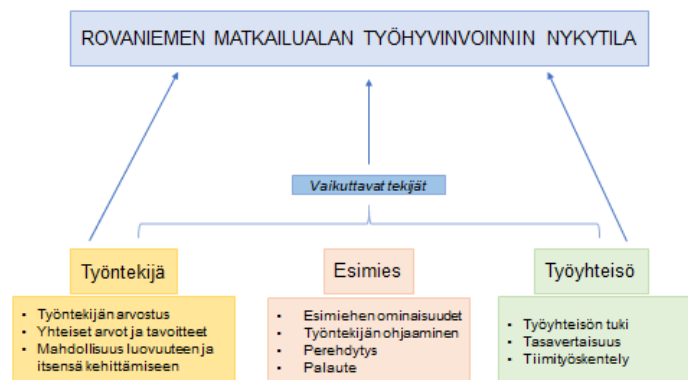 ROVANIEMEN MATKAILUALAN TYÖHYVINVOINNIN NYKYTILA
Vaikuttavat tekijät
Työntekijä
• Työntekijän arvostus
• Yhteiset arvot ja tavoitteet
• Mahdollisuus luovuuteen ja
itsensä kehittämiseen
Esimies
• Esimiehen ominaisuudet
• Työntekijän ohjaaminen
• Perehdytys
• Palaute
Työyhteisö
• Työyhteisön tuki
• Tasavertaisuus
• Tiimityöskentely